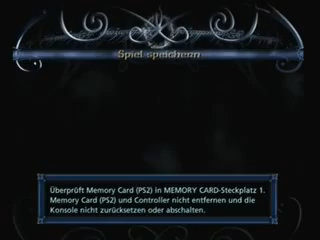 Spiel speichern
Überprüft Memory Card (PS2) in MEMORY CARD-Steckplatz 1.
Memory Card (PS2) und Controller nicht entfernen und die
Konsole nicht zurücksetzen oder abschalten.